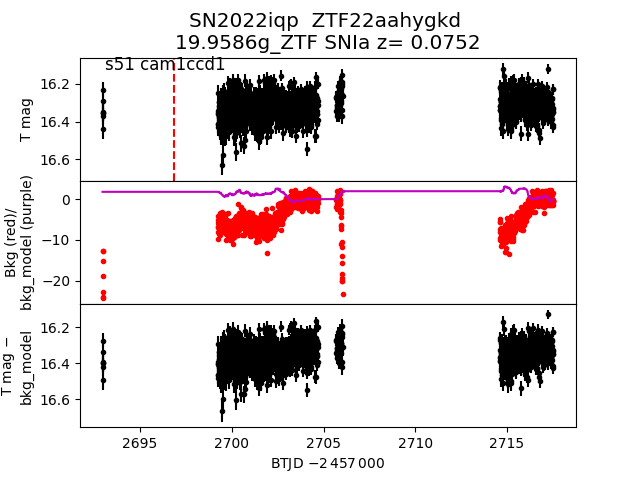 SN2022iqp  ZTF22aahygkd
19.9586g_ZTF SNIa z= 0.0752
s51 cam1ccd1
T mag
16.2
16.4
16.6
Bkg (red)/
bkg_model (purple)
0
−10
−20
T mag −
bkg_model
16.2
16.4
16.6
2695
2700
2705
2710
2715
BTJD −2 457 000